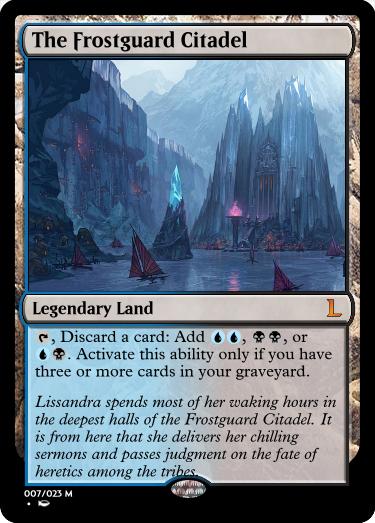 The Frostguard Citadel
Legendary Land
L
, Discard a card: Add , , or
. Activate this ability only if you have
three or more cards in your graveyard.
Lissandra spends most of her waking hours in
the deepest halls of the Frostguard Citadel. It
is from here that she delivers her chilling
sermons and passes judgment on the fate of
heretics among the tribes.
007/023 M